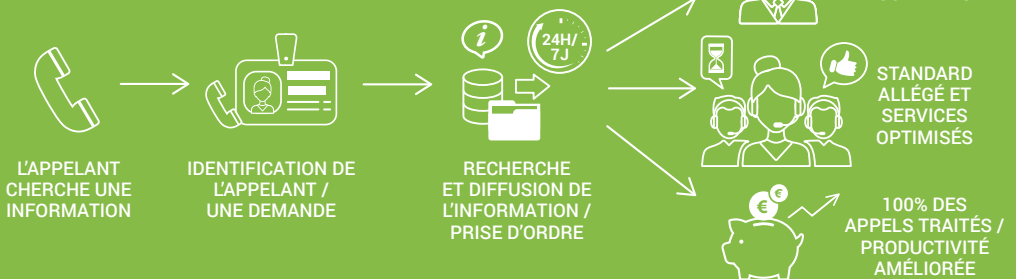 L'APPELANT
CHERCHE UNE
INFORMATION
IDENTIFICATION DE
L'APPELANT /
UNE DEMANDE
i
24H/
7J
RECHERCHE
ET DIFFUSION DE
L'INFORMATION /
PRISE D'ORDRE
STANDARD
ALLÉGÉ ET
SERVICES
OPTIMISÉS
€
€
100% DES
APPELS TRAITÉS /
PRODUCTIVITÉ
AMÉLIORÉE